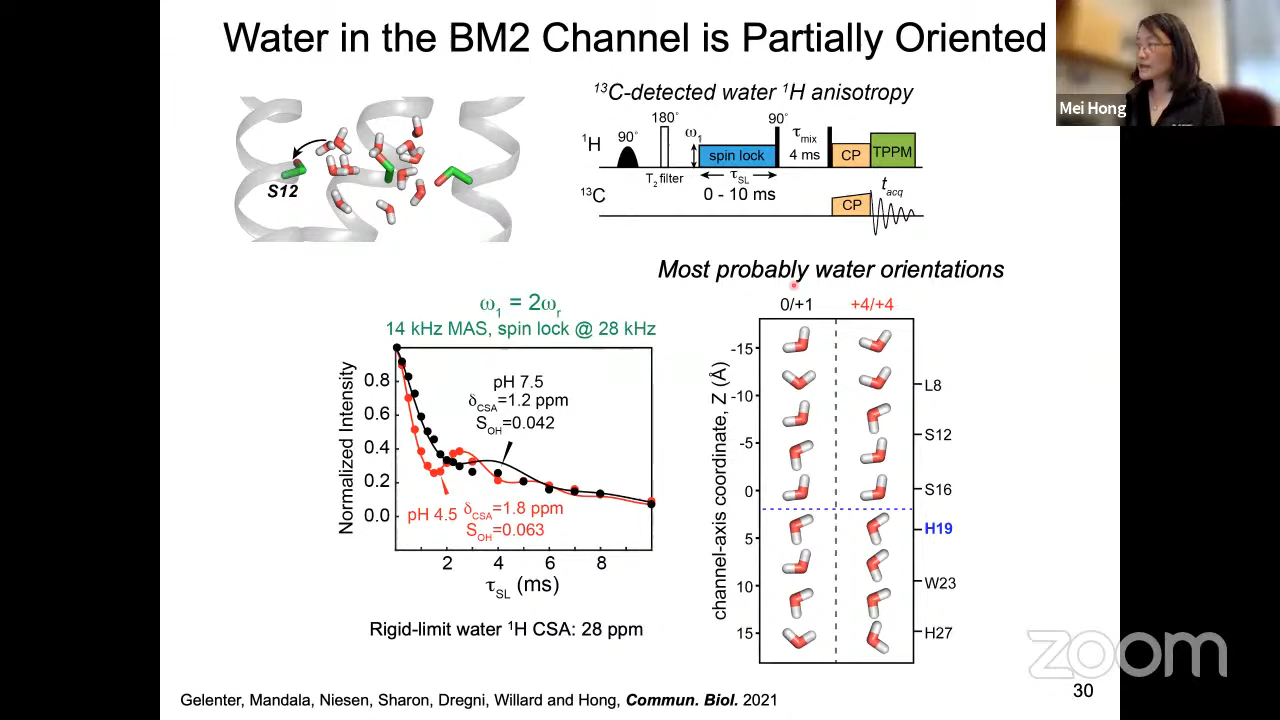 Water in the BM2 Channel is Partially Oriented
Mei Hong
¹³C-detected water ¹H anisotropy
S12
¹H
90°
180°
ω₁
90°
τmix
spin lock
4 ms
CP
TPPM
T₂ filter
τSL
¹³C
0 - 10 ms
CP
tacq
Most probably water orientations
ω₁ = 2ωr
14 kHz MAS, spin lock @ 28 kHz
0/+1
+4/+4
Normalized Intensity
0.8
0.6
0.4
0.2
0.0
pH 7.5
δCSA=1.2 ppm
SOH=0.042
pH 4.5
δCSA=1.8 ppm
SOH=0.063
2 4 6 8
τSL (ms)
Rigid-limit water ¹H CSA: 28 ppm
channel-axis coordinate, Z (Å)
-15
-10
-5
0
5
10
15
L8
S12
S16
H19
W23
H27
zoom
Gelenter, Mandala, Niesen, Sharon, Dregni, Willard and Hong, Commun. Biol. 2021
30